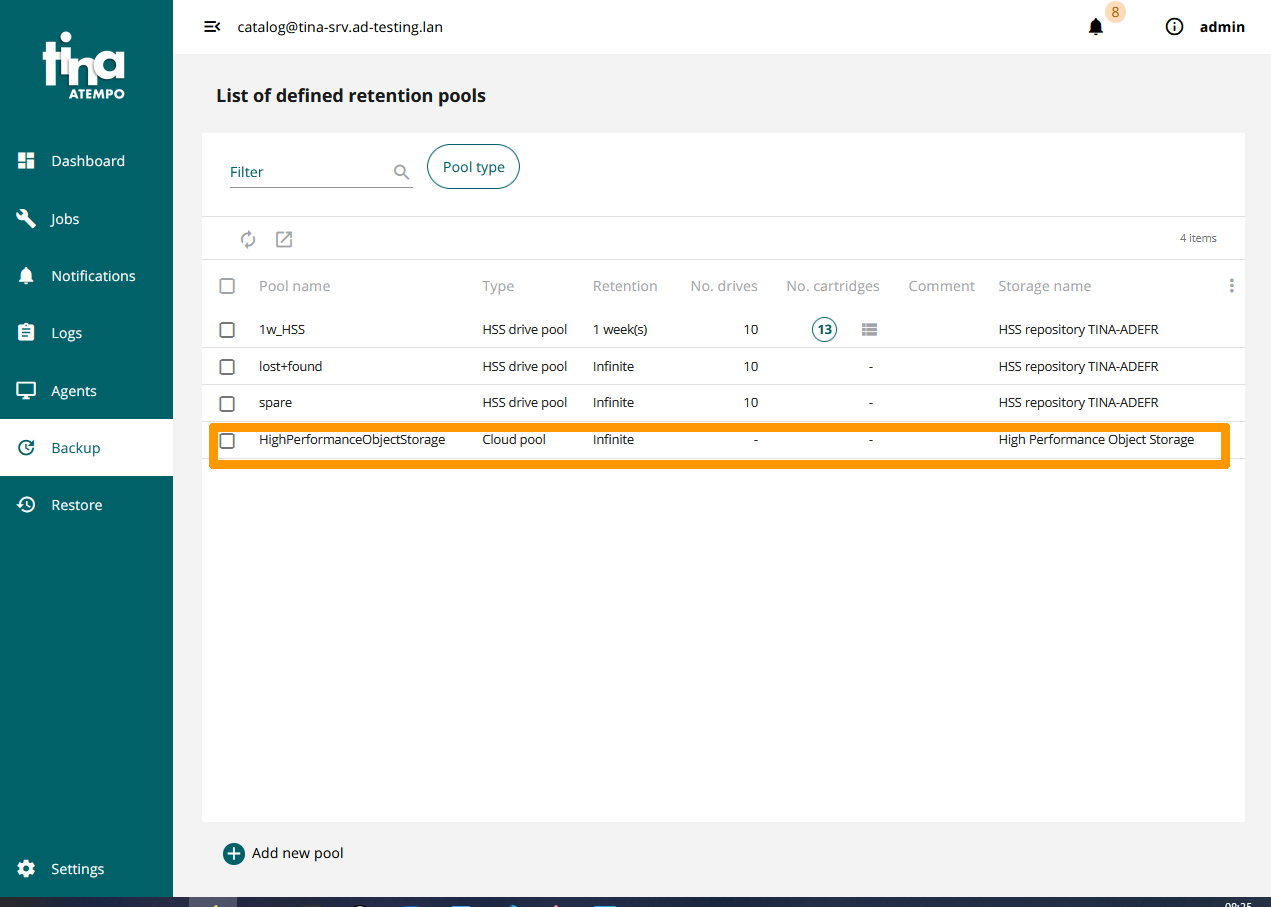 tina
ATEMPO
Dashboard
Jobs
Notifications
Logs
Agents
Backup
Restore
Settings
catalog@tina-srv.ad-testing.lan
8
admin
List of defined retention pools
Filter
Pool type
4 items
Pool name Type Retention No. drives No. cartridges Comment Storage name
1w_HSS HSS drive pool 1 week(s) 10 13 HSS repository TINA-ADEFR
lost+found HSS drive pool Infinite 10 - HSS repository TINA-ADEFR
spare HSS drive pool Infinite 10 - HSS repository TINA-ADEFR
HighPerformanceObjectStorage Cloud pool Infinite - - High Performance Object Storage
Add new pool